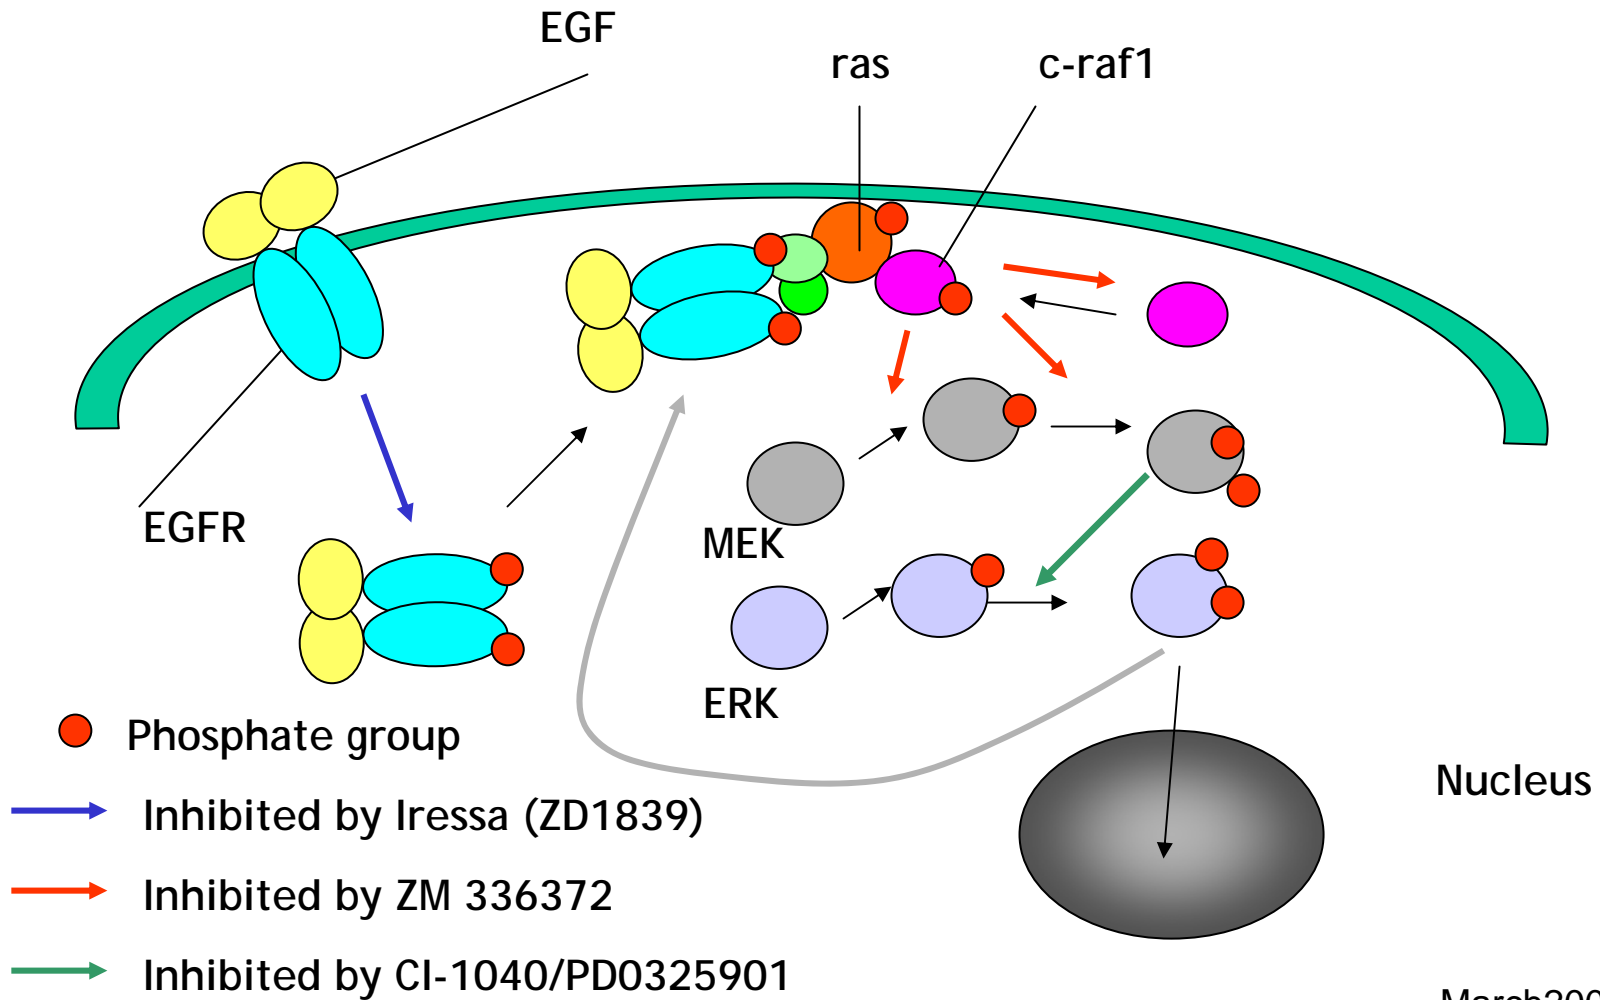 EGF
ras
c-raf1
EGFR
MEK
ERK
Phosphate group
Nucleus
Inhibited by Iressa (ZD1839)
Inhibited by ZM 336372
Inhibited by CI-1040/PD0325901